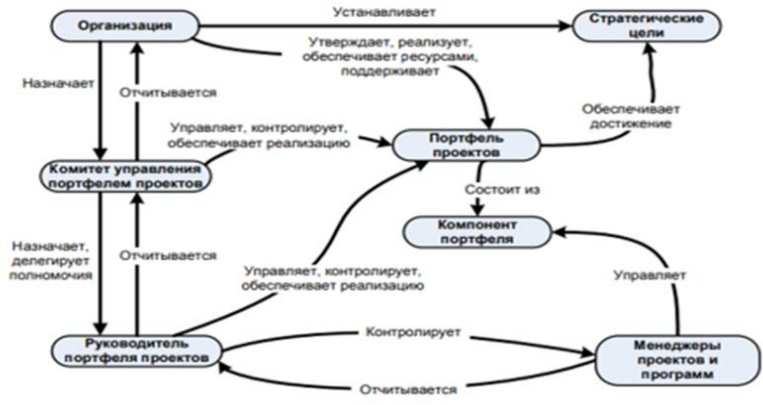 Устанавливает
Организация
Стратегические
цели
Утверждает, реализует,
обеспечивает ресурсами,
поддерживает
Назначает
Отчитывается
Обеспечивает
достижение
Управляет, контролирует,
обеспечивает реализацию
Портфель
проектов
Комитет управления
портфелем проектов
Состоит из
Компонент
портфеля
Назначает,
делегирует
полномочия
Отчитывается
Управляет, контролирует,
обеспечивает реализацию
Управляет
Контролирует
Руководитель
портфеля проектов
Менеджеры
проектов и
программ
Отчитывается